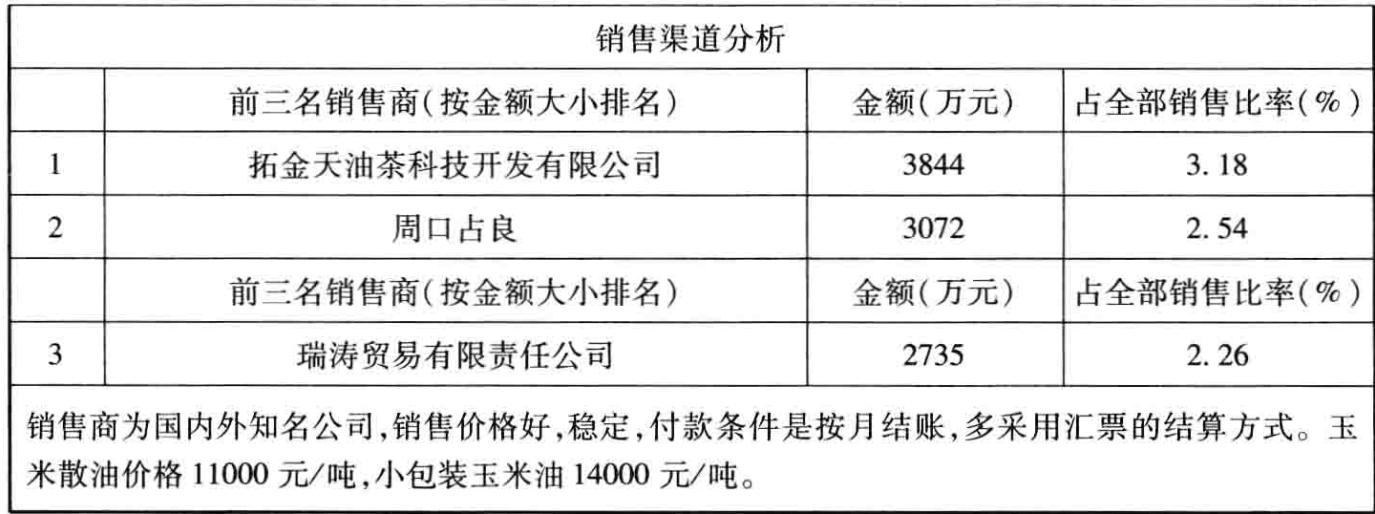 销售渠道分析
前三名销售商(按金额大小排名) 金额(万元) 占全部销售比率(%)
1 拓金天油茶科技开发有限公司 3844 3.18
2 周口占良 3072 2.54
前三名销售商(按金额大小排名) 金额(万元) 占全部销售比率(%)
3 瑞涛贸易有限责任公司 2735 2.26
销售商为国内外知名公司,销售价格好,稳定,付款条件是按月结账,多采用汇票的结算方式。玉
米散油价格 11000 元/吨,小包装玉米油 14000 元/吨。